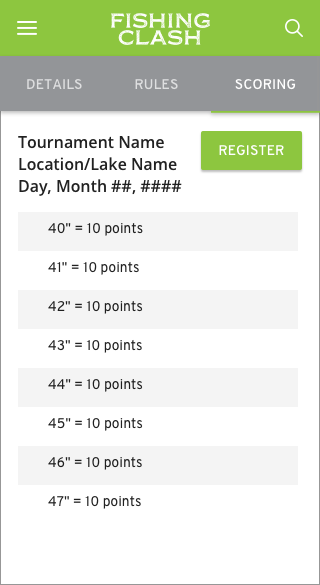 FISHING
CLASH
DETAILS RULES SCORING
Tournament Name
Location/Lake Name
Day, Month ##, ####
REGISTER
40" = 10 points
41" = 10 points
42" = 10 points
43" = 10 points
44" = 10 points
45" = 10 points
46" = 10 points
47" = 10 points